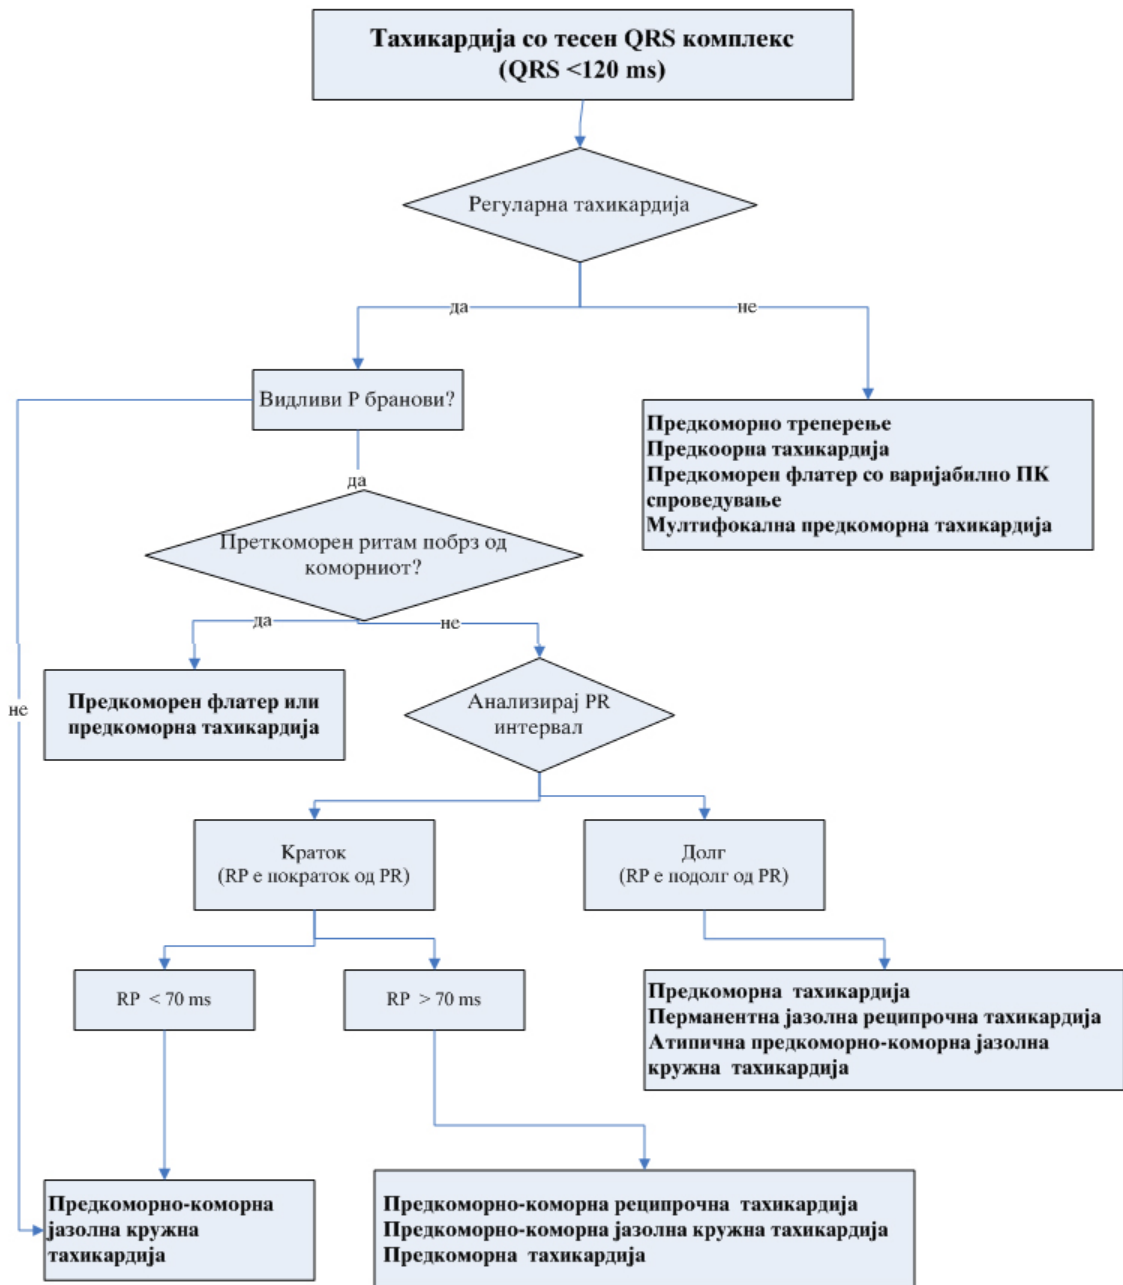 Тахикардија со тесен QRS комплекс
(QRS <120 ms)
Регуларна тахикардија
да
не
Видливи P бранови?
Предкоморно треперење
Предкоорна тахикардија
Предкоморен флатер со варијабилно ПК
спроведување
Мултифокална предкоморна тахикардија
да
Преткоморен ритам побрз од
коморниот?
да
не
не
Предкоморен флатер или
предкоморна тахикардија
Анализирај PR
интервал
Краток
(RP е пократок од PR)
Долг
(RP е подолг од PR)
RP < 70 ms
RP > 70 ms
Предкоморна тахикардија
Перманентна јазолна реципрочна тахикардија
Атипична предкоморно-коморна јазолна
кружна тахикардија
Предкоморно-коморна
јазолна кружна
тахикардија
Предкоморно-коморна реципрочна тахикардија
Предкоморно-коморна јазолна кружна тахикардија
Предкоморна тахикардија